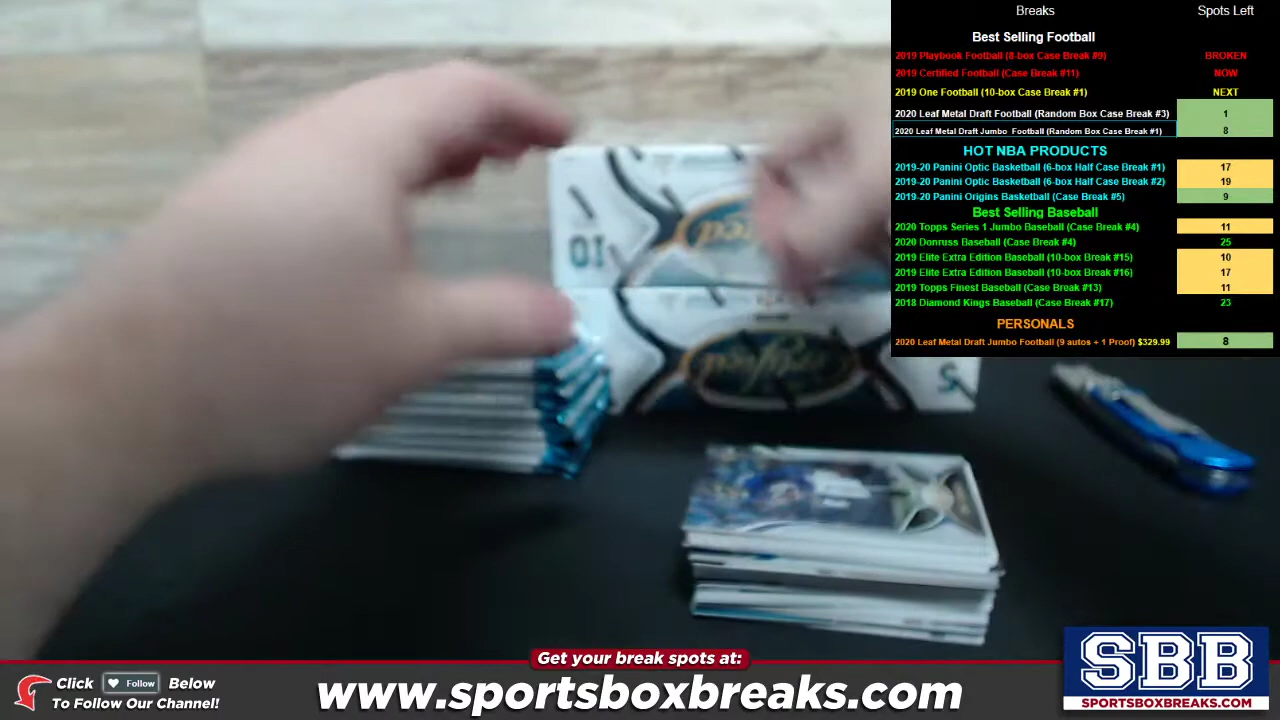 Breaks Spots Left
Best Selling Football
2019 Playbook Football (8-box Case Break #9) BROKEN
2019 Certified Football (Case Break #11) NOW
2019 One Football (10-box Case Break #1) NEXT
2020 Leaf Metal Draft Football (Random Box Case Break #3) 1
2020 Leaf Metal Draft Jumbo Football (Random Box Case Break #1) 8
HOT NBA PRODUCTS
2019-20 Panini Optic Basketball (6-box Half Case Break #1) 17
2019-20 Panini Optic Basketball (6-box Half Case Break #2) 19
2019-20 Panini Origins Basketball (Case Break #5) 9
Best Selling Baseball
2020 Topps Series 1 Jumbo Baseball (Case Break #4) 11
2020 Donruss Baseball (Case Break #4) 25
2019 Elite Extra Edition Baseball (10-box Break #15) 10
2019 Elite Extra Edition Baseball (10-box Break #16) 17
2019 Topps Finest Baseball (Case Break #13) 11
2018 Diamond Kings Baseball (Case Break #17) 23
PERSONALS
2020 Leaf Metal Draft Jumbo Football (9 autos + 1 Proof) $329.99 8
10
Get your break spots at:
www.sportsboxbreaks.com
Click Follow Below
To Follow Our Channel!
SBB
SPORTSBOXBREAKS.COM